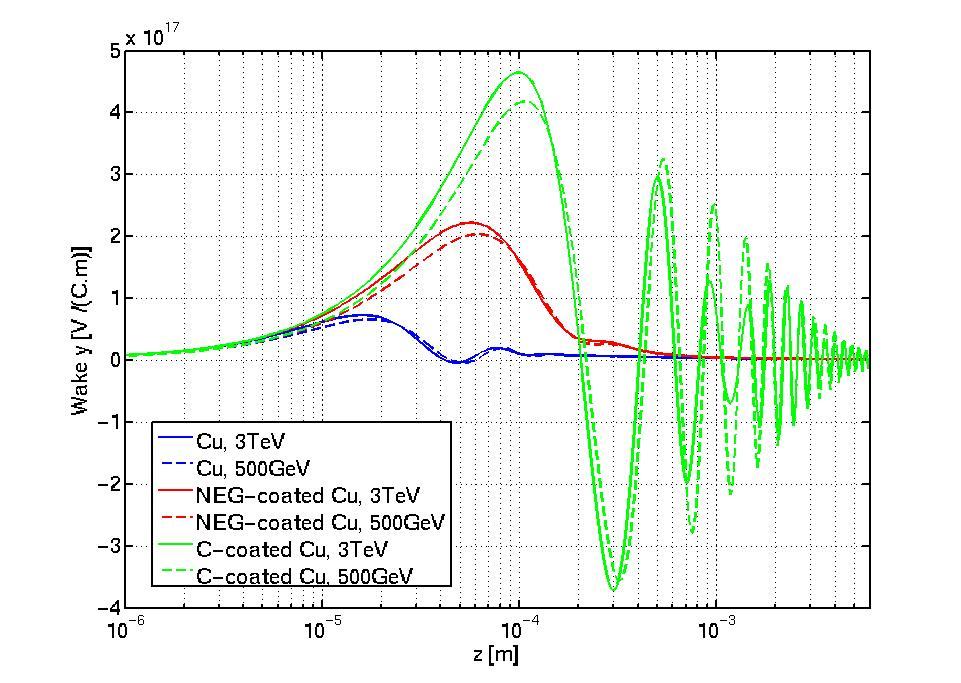 x 10^17
5
4
3
2
1
0
−1
−2
−3
−4
Wake y [V /(C.m)]
Cu, 3TeV
Cu, 500GeV
NEG−coated Cu, 3TeV
NEG−coated Cu, 500GeV
C−coated Cu, 3TeV
C−coated Cu, 500GeV
10^−6 10^−5 10^−4 10^−3
z [m]